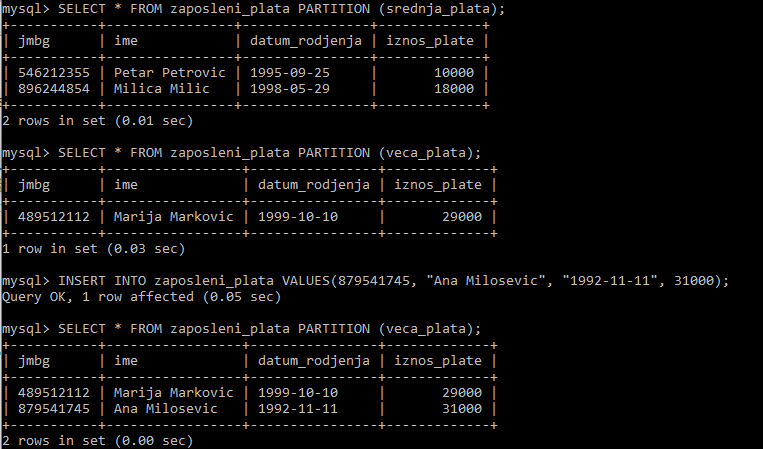 mysql> SELECT * FROM zaposleni_plata PARTITION (srednja_plata);
+-----------+----------------+----------------+-------------+
| jmbg      | ime            | datum_rodjenja | iznos_plate |
+-----------+----------------+----------------+-------------+
| 546212355 | Petar Petrovic | 1995-09-25     |       10000 |
| 896244854 | Milica Milic   | 1998-05-29     |       18000 |
+-----------+----------------+----------------+-------------+
2 rows in set (0.01 sec)

mysql> SELECT * FROM zaposleni_plata PARTITION (veca_plata);
+-----------+-----------------+----------------+-------------+
| jmbg      | ime             | datum_rodjenja | iznos_plate |
+-----------+-----------------+----------------+-------------+
| 489512112 | Marija Markovic | 1999-10-10     |       29000 |
+-----------+-----------------+----------------+-------------+
1 row in set (0.03 sec)

mysql> INSERT INTO zaposleni_plata VALUES(879541745, "Ana Milosevic", "1992-11-11", 31000);
Query OK, 1 row affected (0.05 sec)

mysql> SELECT * FROM zaposleni_plata PARTITION (veca_plata);
+-----------+-----------------+----------------+-------------+
| jmbg      | ime             | datum_rodjenja | iznos_plate |
+-----------+-----------------+----------------+-------------+
| 489512112 | Marija Markovic | 1999-10-10     |       29000 |
| 879541745 | Ana Milosevic   | 1992-11-11     |       31000 |
+-----------+-----------------+----------------+-------------+
2 rows in set (0.00 sec)